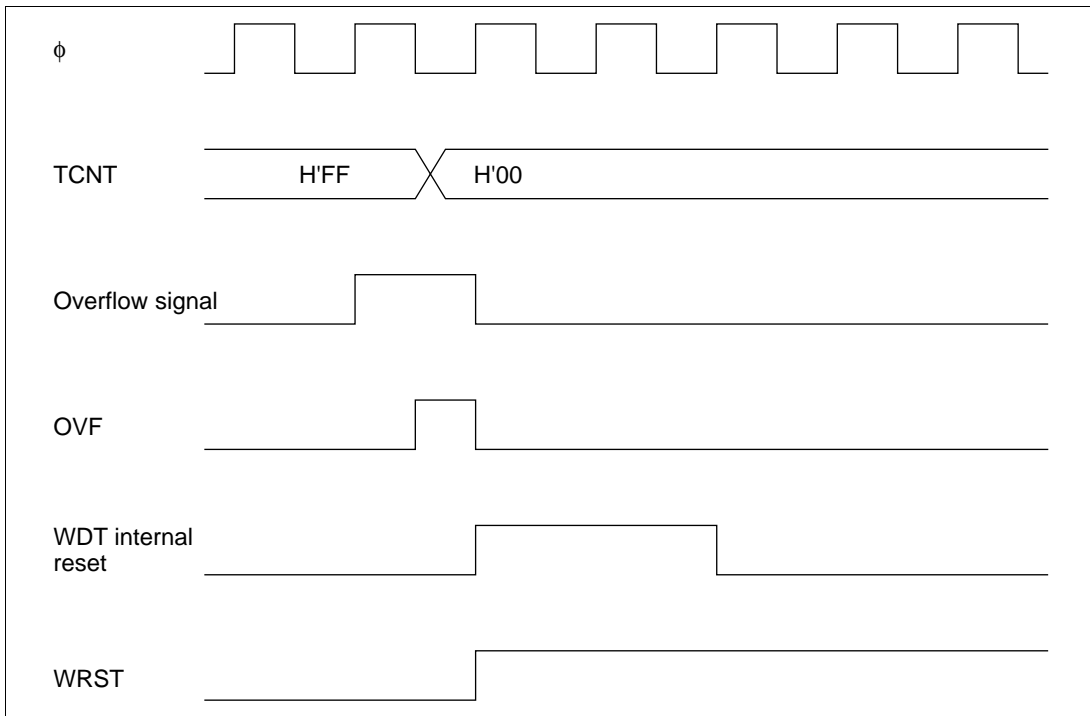 ϕ
TCNT
H'FF
H'00
Overflow signal
OVF
WDT internal
reset
WRST